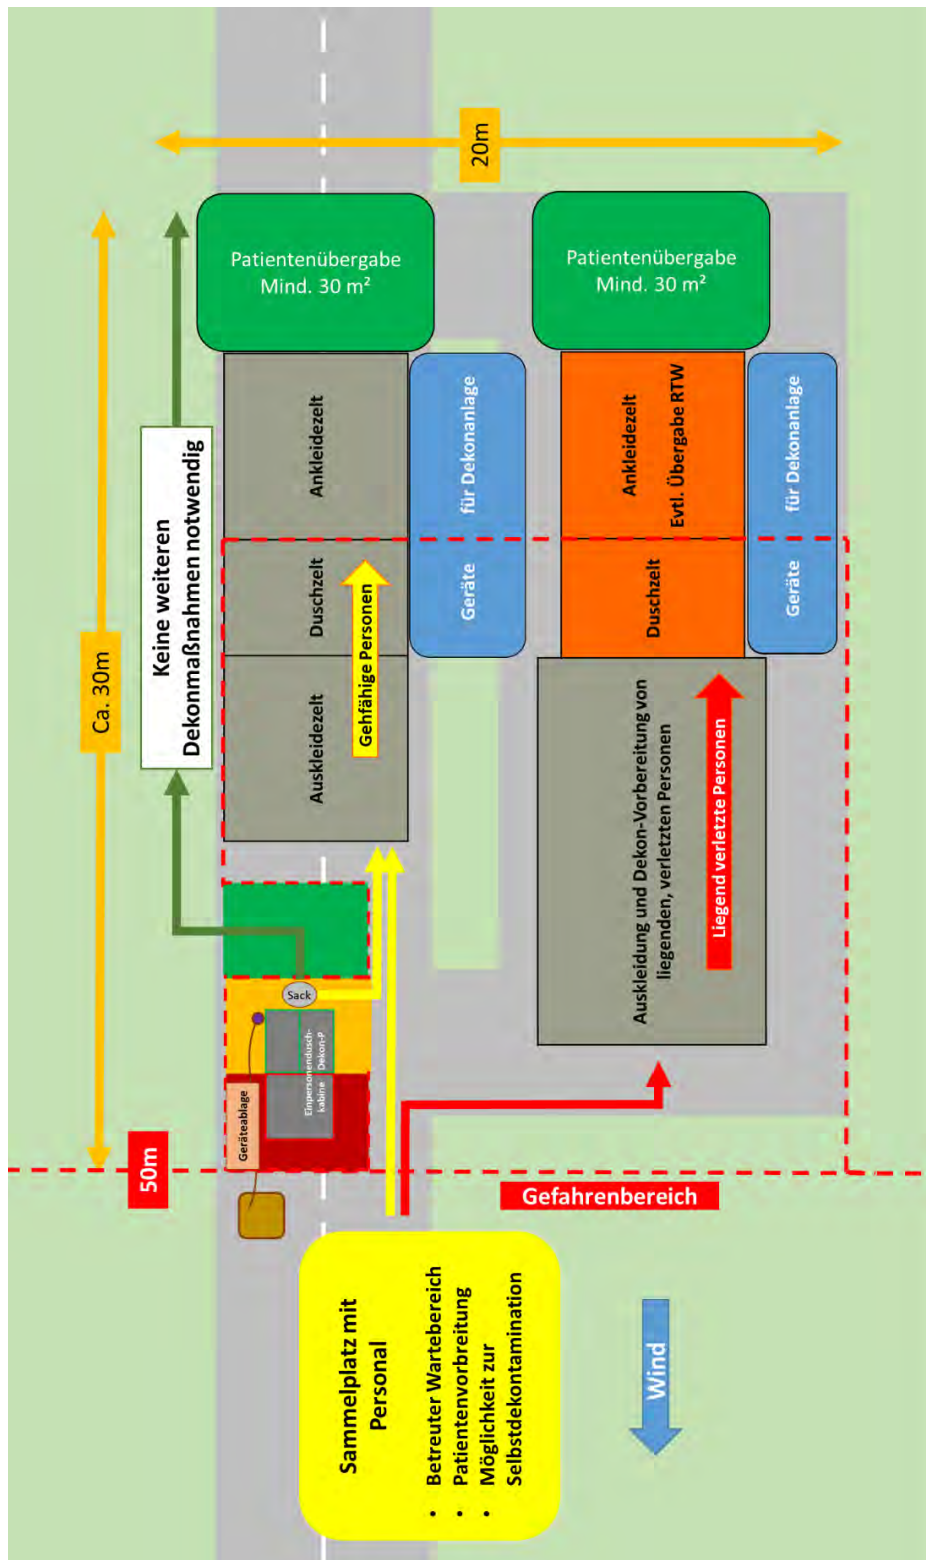 20m
Ca. 30m
Patientenübergabe
Mind. 30 m²
Patientenübergabe
Mind. 30 m²
Keine weiteren
Dekonmaßnahmen notwendig
Ankleidezelt
Duschzelt
Auskleidezelt
Gehfähige Personen
Geräte für Dekonanlage
Ankleidezelt
Evtl. Übergabe RTW
Duschzelt
Geräte für Dekonanlage
Auskleidung und Dekon-Vorbereitung von
liegenden, verletzten Personen
Liegend verletzte Personen
Sack
Einpersonendusch-
kabine Dekon-P
Geräteablage
50m
Gefahrenbereich
Sammelplatz mit
Personal
• Betreuter Wartebereich
• Patientenvorbreitung
• Möglichkeit zur
Selbstdekontamination
Wind